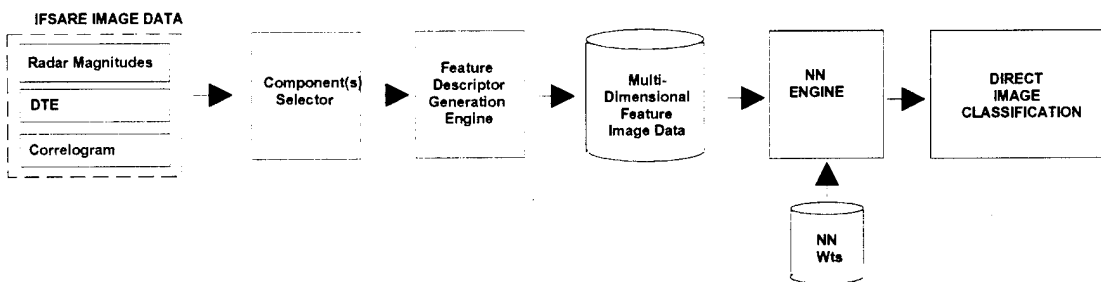 IFSARE IMAGE DATA
Radar Magnitudes
DTE
Correlogram
Component(s)
Selector
Feature
Descriptor
Generation
Engine
Multi-
Dimensional
Feature
Image Data
NN
ENGINE
NN
Wts
DIRECT
IMAGE
CLASSIFICATION